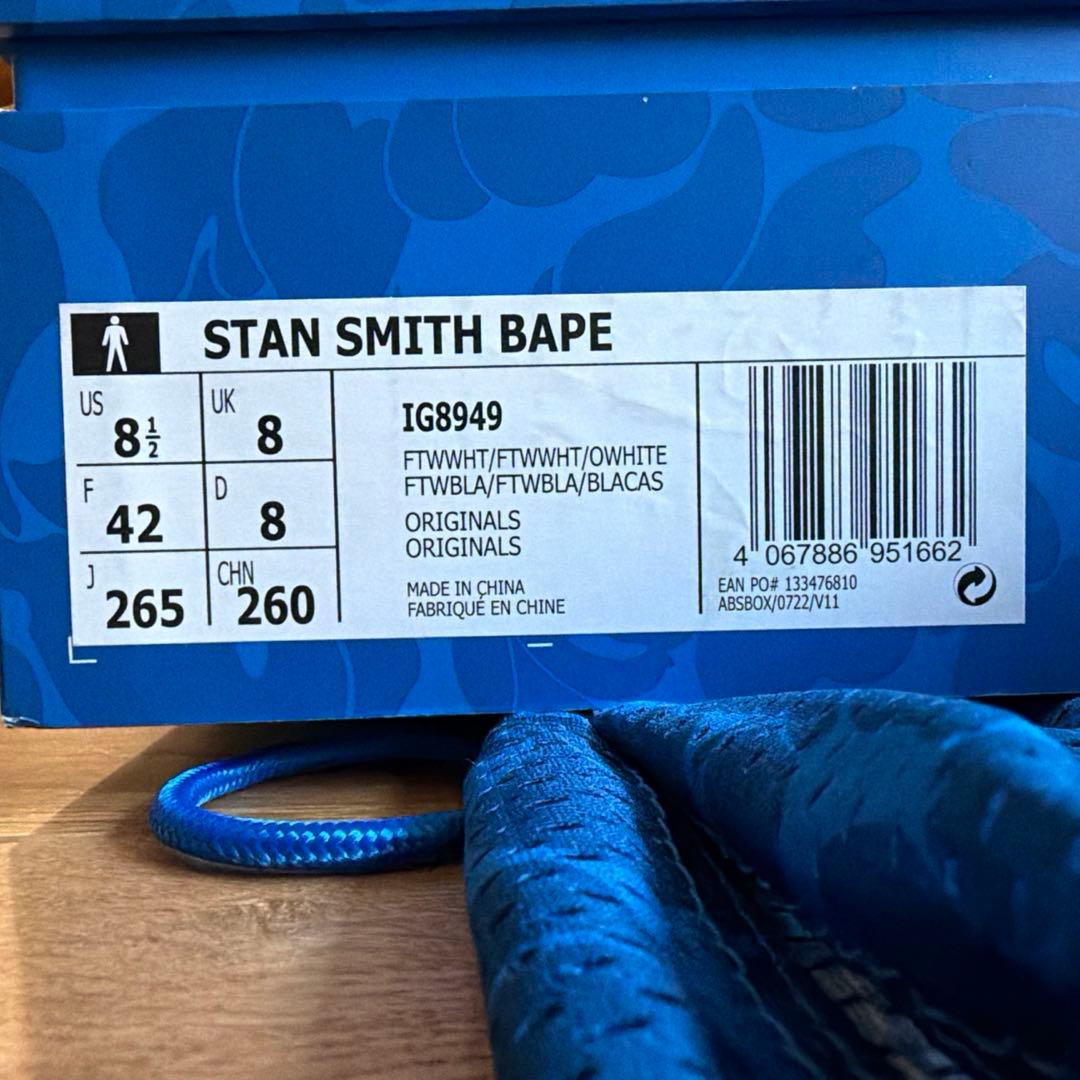 STAN SMITH BAPE
US 8½ UK 8
F 42 D 8
J 265 CHN 260
IG8949
FTWWHT/FTWWHT/OWHITE
FTWBLA/FTWBLA/BLACAS
ORIGINALS
ORIGINALS
MADE IN CHINA
FABRIQUÉ EN CHINE
4 067886 951662
EAN PO# 133476810
ABSBOX/0722/V11